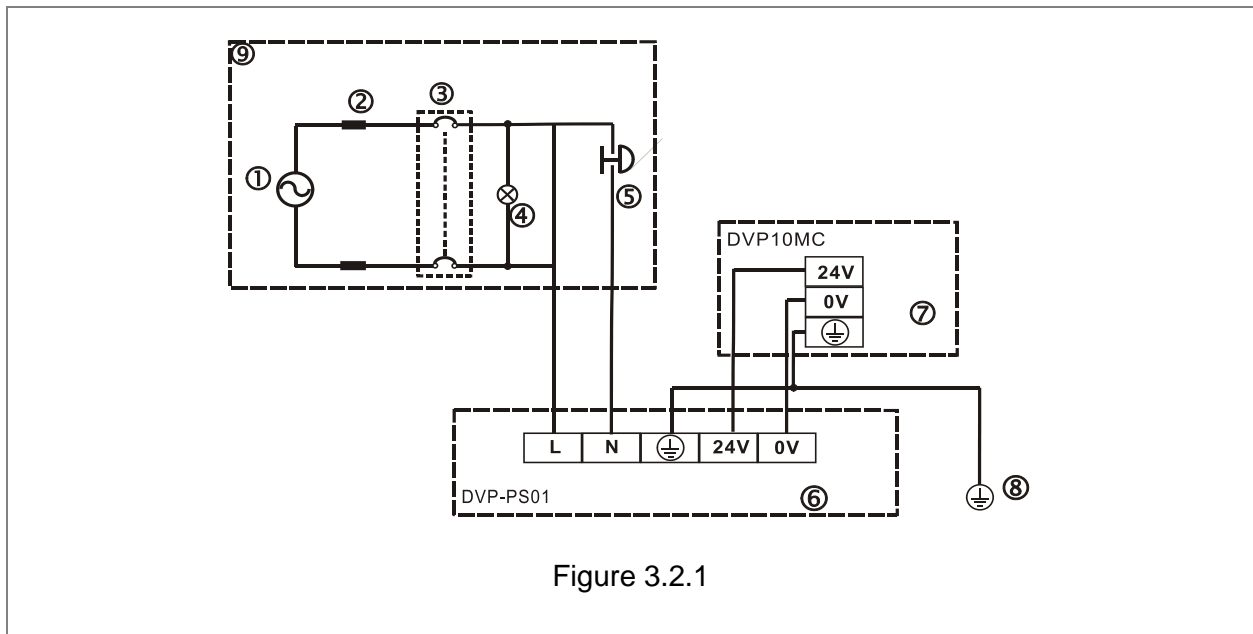 ⑨
②
③
①
④
⑤
DVP10MC
24V
0V
⑦
L N 24V 0V
DVP-PS01
⑥
⑧
Figure 3.2.1